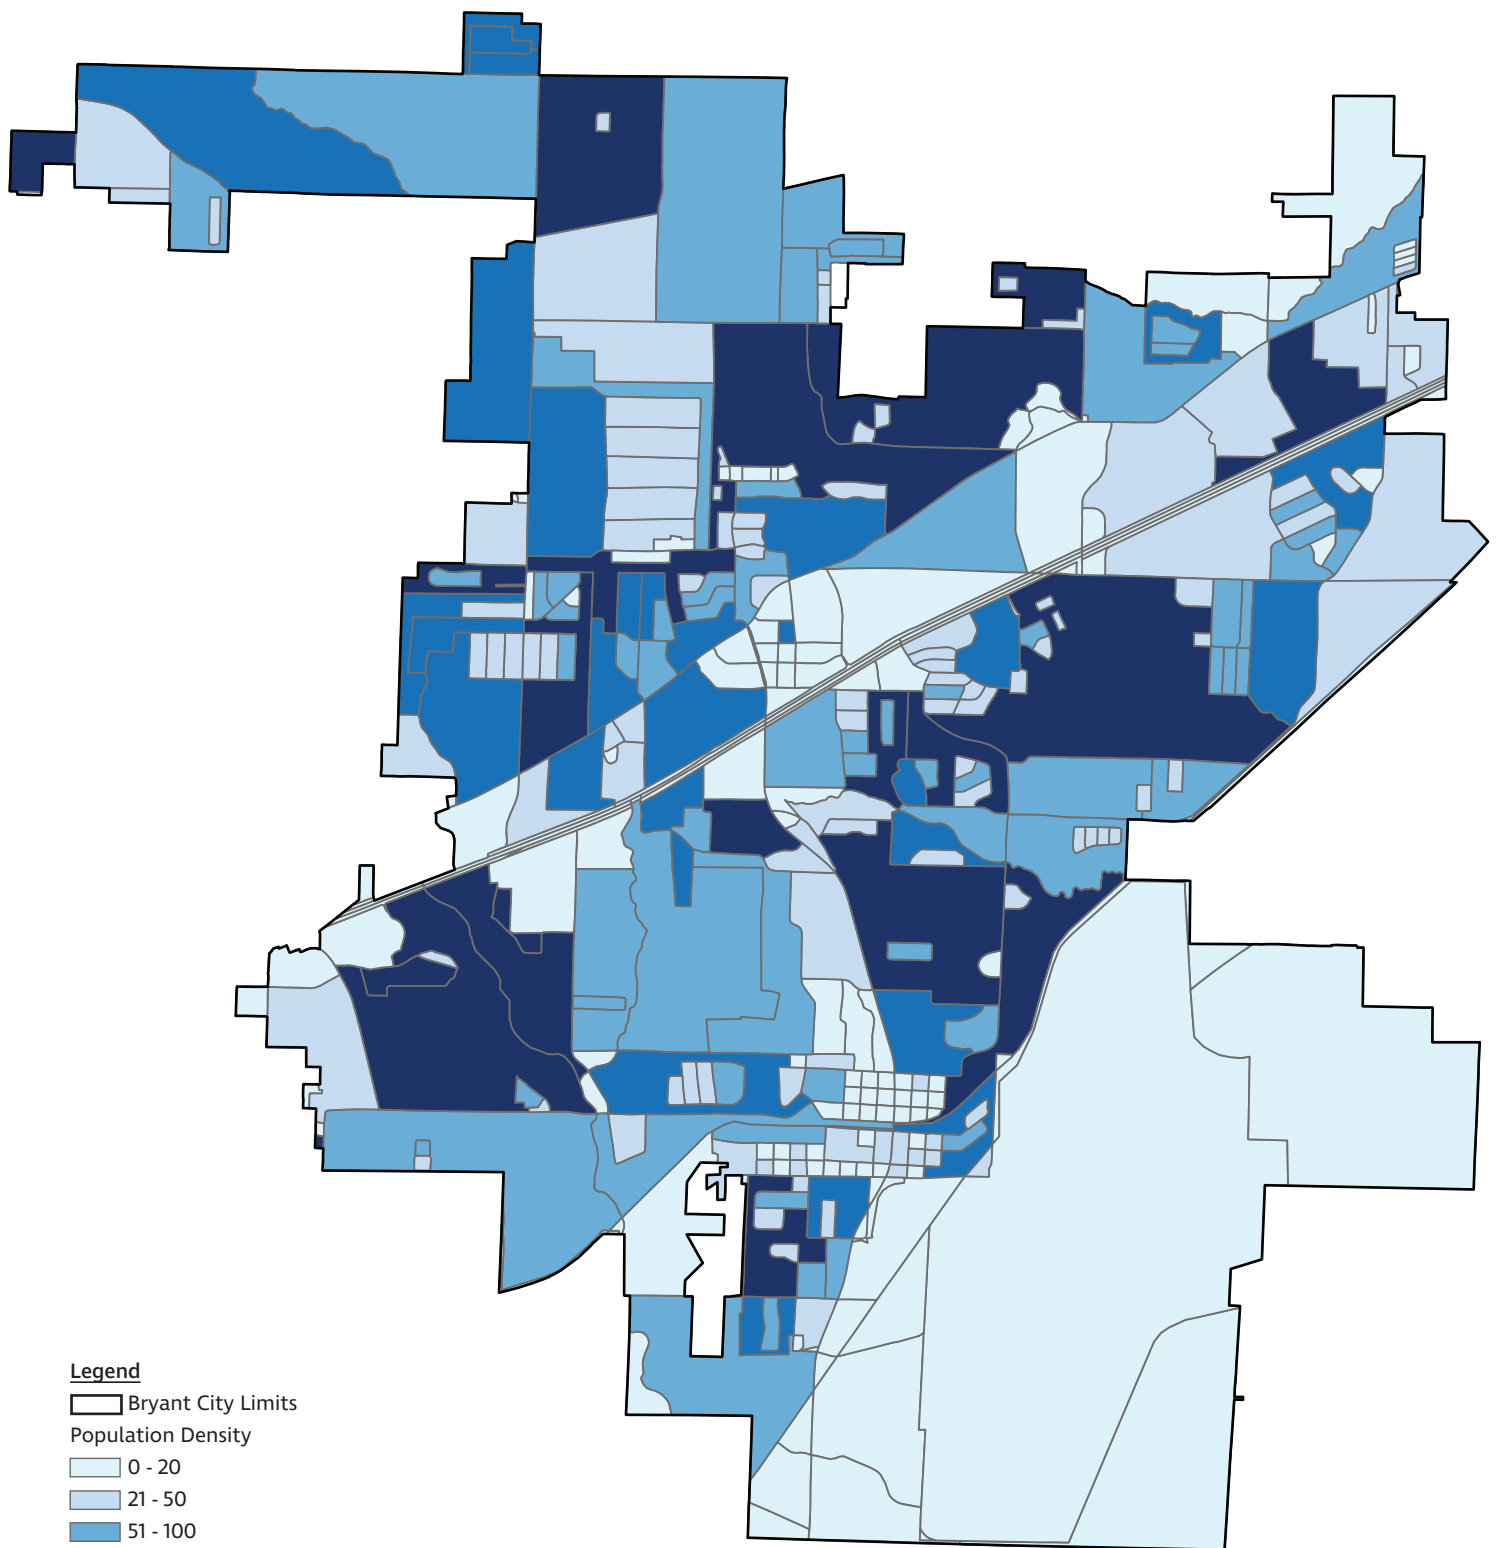 Legend
Bryant City Limits
Population Density
0 - 20
21 - 50
51 - 100